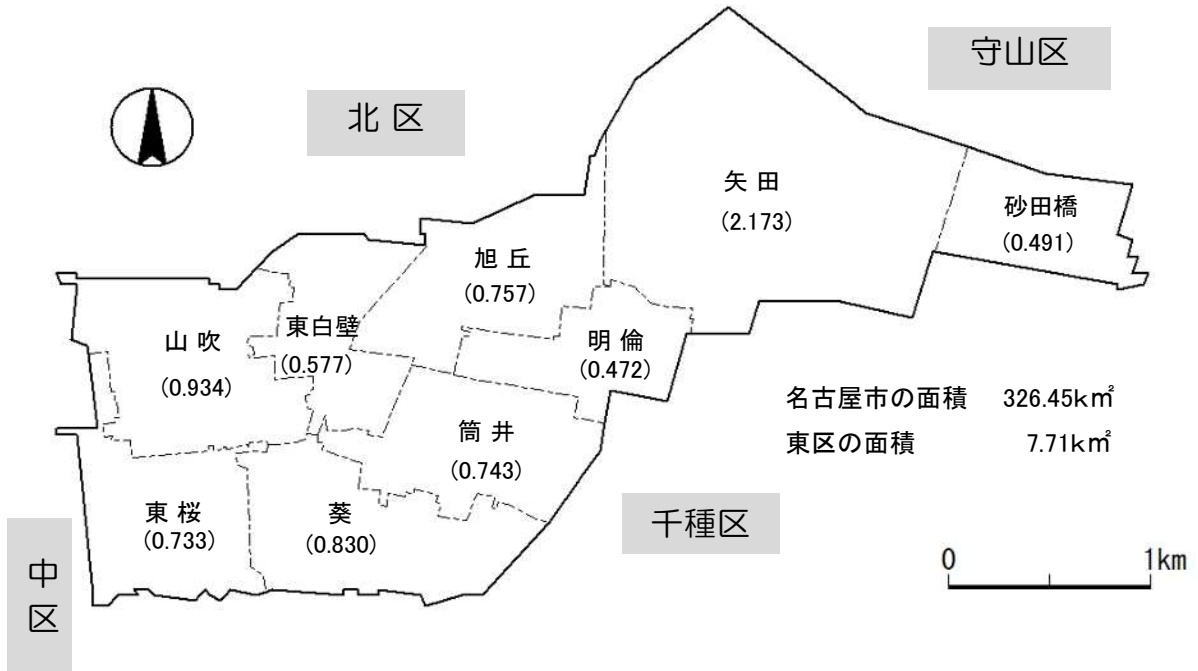 守山区
北 区
矢 田
(2.173)
砂田橋
(0.491)
旭 丘
(0.757)
東白壁
(0.577)
山 吹
(0.934)
明 倫
(0.472)
名古屋市の面積 326.45k㎡
東区の面積 7.71k㎡
筒 井
(0.743)
東 桜
(0.733)
葵
(0.830)
千種区
中
区
0 1km